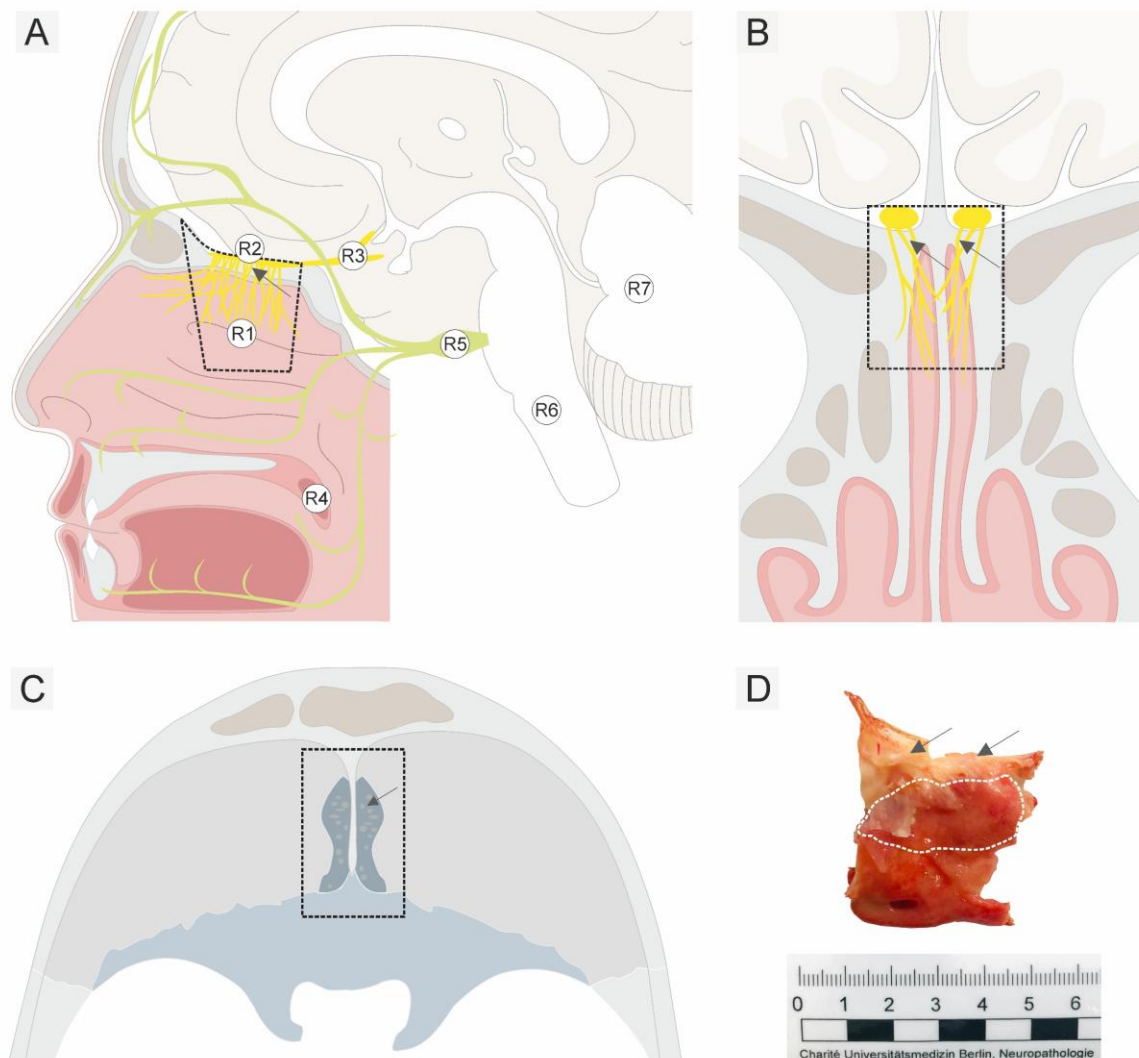 A
B
R2
R3
R1
R5
R7
R6
R4
C
D
0 1 2 3 4 5 6
Charité Universitätsmedizin Berlin, Neuropathologie